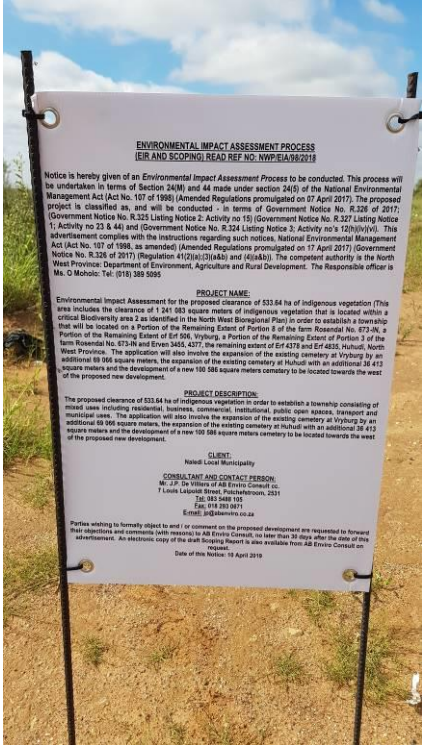 ENVIRONMENTAL IMPACT ASSESSMENT PROCESS
(EIR AND SCOPING) READ REF NO: NWP/EIA/98/2018
Notice is hereby given of an Environmental Impact Assessment Process to be conducted. This process will
be undertaken in terms of Section 24(M) and 44 made under section 24(5) of the National Environmental
Management Act (Act No. 107 of 1998) (Amended Regulations promulgated on 07 April 2017). The proposed
project is classified as, and will be conducted - in terms of Government Notice No. R.326 of 2017;
(Government Notice No. R.325 Listing Notice 2: Activity no 15) (Government Notice No. R.327 Listing Notice
1; Activity no 23 & 44) and (Government Notice No. R.324 Listing Notice 3; Activity no's 12(h)(iv)(vi). This
advertisement complies with the instructions regarding such notices, National Environmental Management
Act (Act No. 107 of 1998, as amended) (Amended Regulations promulgated on 17 April 2017) (Government
Notice No. R.326 of 2017) (Regulation 41(2)(a);(3)(a&b) and (4)(a&b)). The competent authority is the North
West Province: Department of Environment, Agriculture and Rural Development. The Responsible officer is
Ms. O Moholo: Tel: (018) 389 5095
PROJECT NAME:
Environmental Impact Assessment for the proposed clearance of 533.64 ha of indigenous vegetation (This
area includes the clearance of 1 241 083 square meters of indigenous vegetation that is located within a
critical Biodiversity area 2 as identified in the North West Bioregional Plan) in order to establish a township
that will be located on a Portion of the Remaining Extent of Portion 8 of the farm Rosendal No. 673-IN, a
Portion of the Remaining Extent of Erf 506, Vryburg, a Portion of the Remaining Extent of Portion 3 of the
farm Rosendal No. 673-IN and Erven 3455, 4377, the remaining extent of Erf 4378 and Erf 4835, Huhudi, North
West Province. The application will also involve the expansion of the existing cemetery at Vryburg by an
additional 69 066 square meters, the expansion of the existing cemetery at Huhudi with an additional 36 413
square meters and the development of a new 100 586 square meters cemetary to be located towards the west
of the proposed new development.
PROJECT DESCRIPTION:
The proposed clearance of 533.64 ha of indigenous vegetation in order to establish a township consisting of
mixed uses including residential, business, commercial, institutional, public open spaces, transport and
municipal uses. The application will also involve the expansion of the existing cemetery at Vryburg by an
additional 69 066 square meters, the expansion of the existing cemetery at Huhudi with an additional 36 413
square meters and the development of a new 100 586 square meters cemetery to be located towards the west
of the proposed new development.
CLIENT:
Naledi Local Municipality
CONSULTANT AND CONTACT PERSON:
Mr. J.P. De Villiers of AB Enviro Consult cc.
7 Louis Leipoldt Street, Potchefstroom, 2531
Tel: 083 5488 105
Fax: 018 293 0671
E-mail: jp@abenviro.co.za
Parties wishing to formally object to and / or comment on the proposed development are requested to forward
their objections and comments (with reasons) to AB Enviro Consult, no later than 30 days after the date of this
advertisement. An electronic copy of the draft Scoping Report is also available from AB Enviro Consult on
request.
Date of this Notice: 18 April 2019